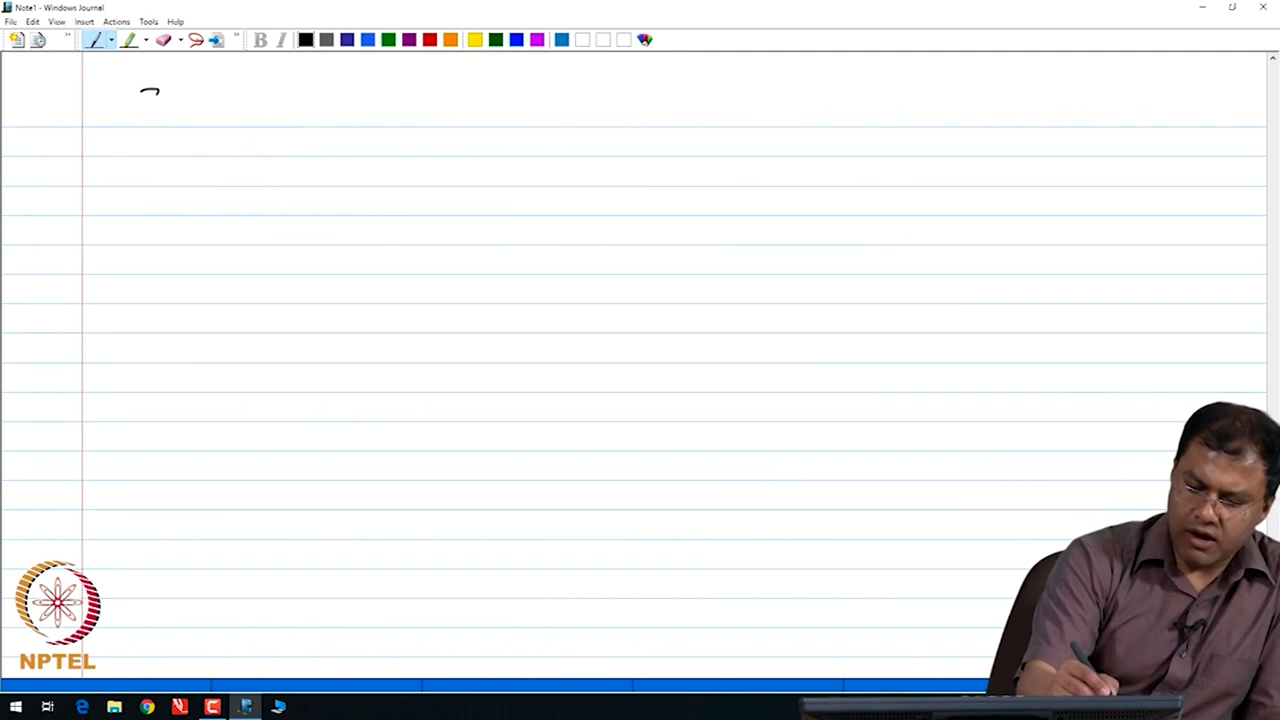 Note1 - Windows Journal
File Edit View Insert Actions Tools Help
B I
NPTEL